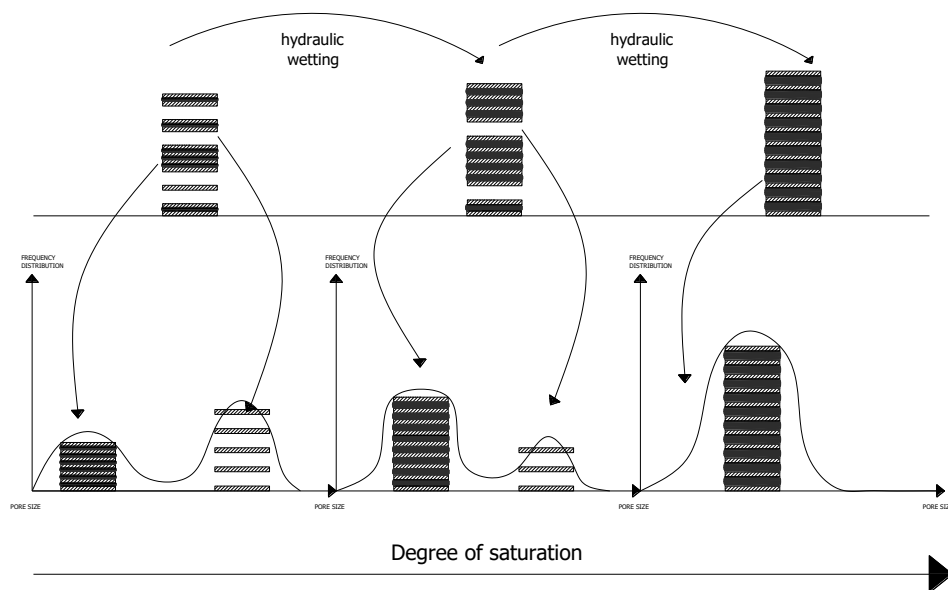 hydraulic
wetting
hydraulic
wetting
FREQUENCY
DISTRIBUTION
FREQUENCY
DISTRIBUTION
FREQUENCY
DISTRIBUTION
PORE SIZE
PORE SIZE
PORE SIZE
PORE SIZ
Degree of saturation